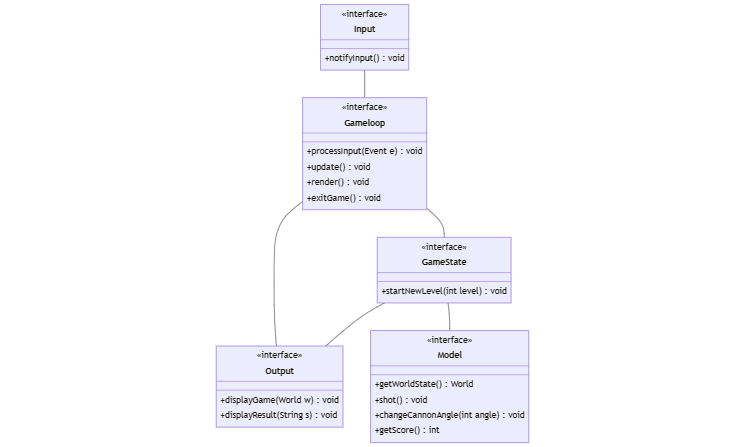 «interface»
Input
+notifyInput() : void
«interface»
Gameloop
+processInput(Event e) : void
+update() : void
+render() : void
+exitGame() : void
«interface»
GameState
+startNewLevel(int level) : void
«interface»
Output
+displayGame(World w) : void
+displayResult(String s) : void
«interface»
Model
+getWorldState() : World
+shot() : void
+changeCannonAngle(int angle) : void
+getScore() : int